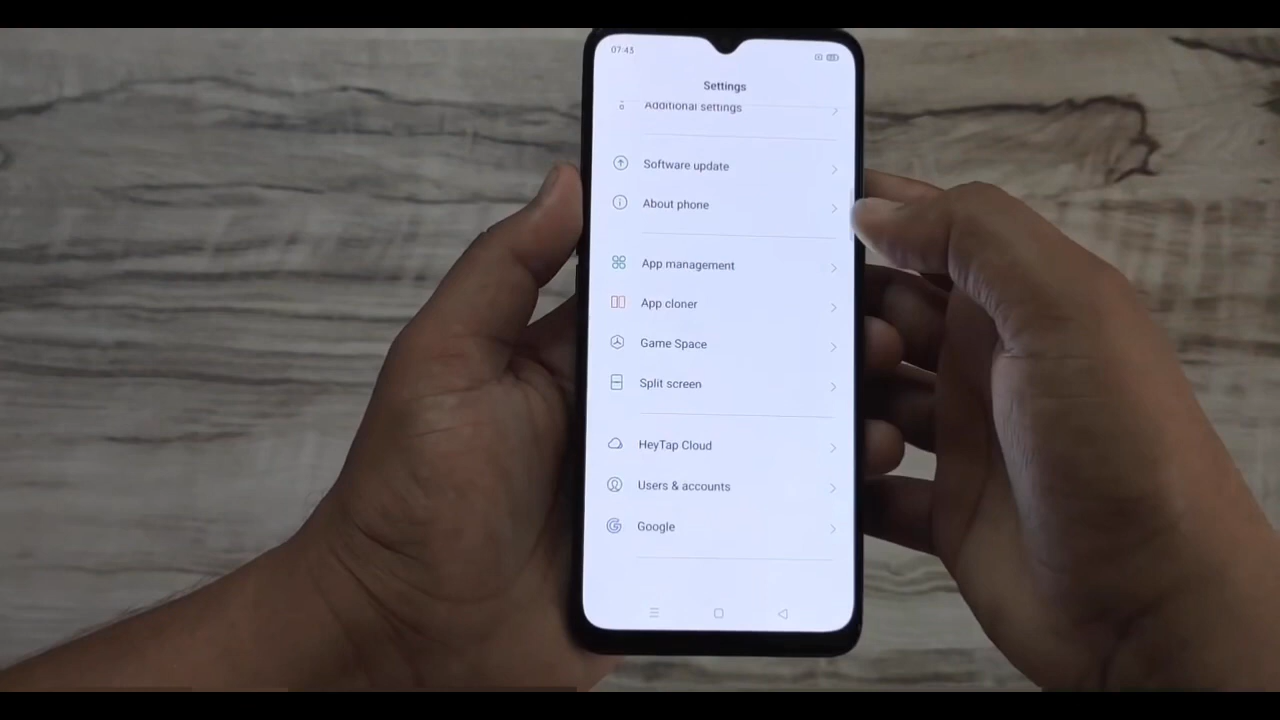 07:45
Settings
Additional settings
Software update
About phone
App management
App cloner
Game Space
Split screen
HeyTap Cloud
Users & accounts
Google